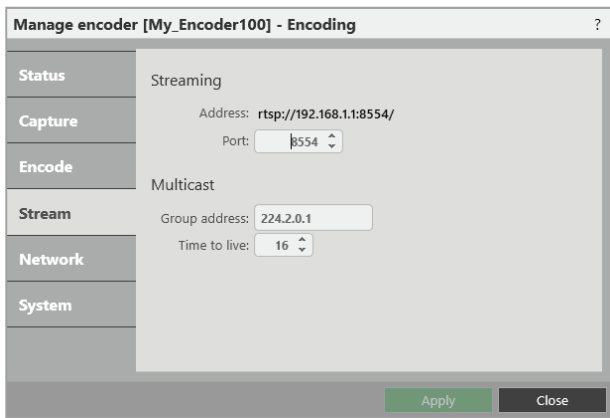 Manage encoder [My_Encoder100] - Encoding ?
Status
Capture
Encode
Stream
Network
System
Streaming
Address: rtsp://192.168.1.1:8554/
Port: 8554
Multicast
Group address: 224.2.0.1
Time to live: 16
Apply Close